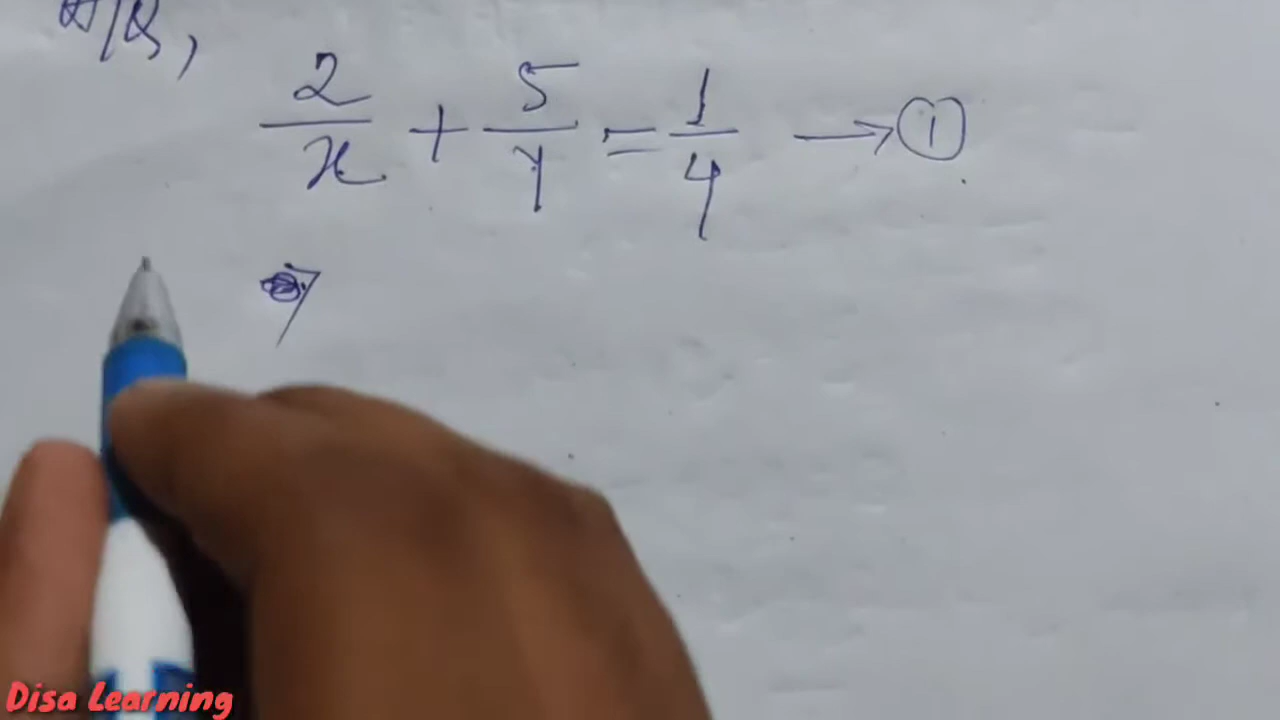 A/Q,
2/x + 5/y = 1/4 → ①
Disa Learning